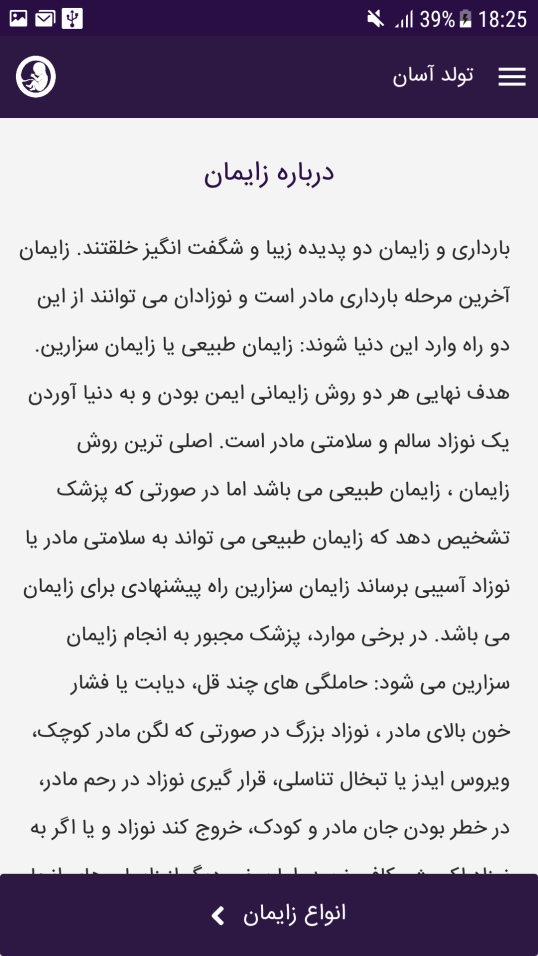 39% 18:25
تولد آسان
درباره زایمان
بارداری و زایمان دو پدیده زیبا و شگفت انگیز خلقتند. زایمان
آخرین مرحله بارداری مادر است و نوزادان می توانند از این
دو راه وارد این دنیا شوند: زایمان طبیعی یا زایمان سزارین.
هدف نهایی هر دو روش زایمانی ایمن بودن و به دنیا آوردن
یک نوزاد سالم و سلامتی مادر است. اصلی ترین روش
زایمان ، زایمان طبیعی می باشد اما در صورتی که پزشک
تشخیص دهد که زایمان طبیعی می تواند به سلامتی مادر یا
نوزاد آسیبی برساند زایمان سزارین راه پیشنهادی برای زایمان
می باشد. در برخی موارد، پزشک مجبور به انجام زایمان
سزارین می شود: حاملگی های چند قل، دیابت یا فشار
خون بالای مادر ، نوزاد بزرگ در صورتی که لگن مادر کوچک،
ویروس ایدز یا تبخال تناسلی، قرار گیری نوزاد در رحم مادر،
در خطر بودن جان مادر و کودک، خروج کند نوزاد و یا اگر به
انواع زایمان